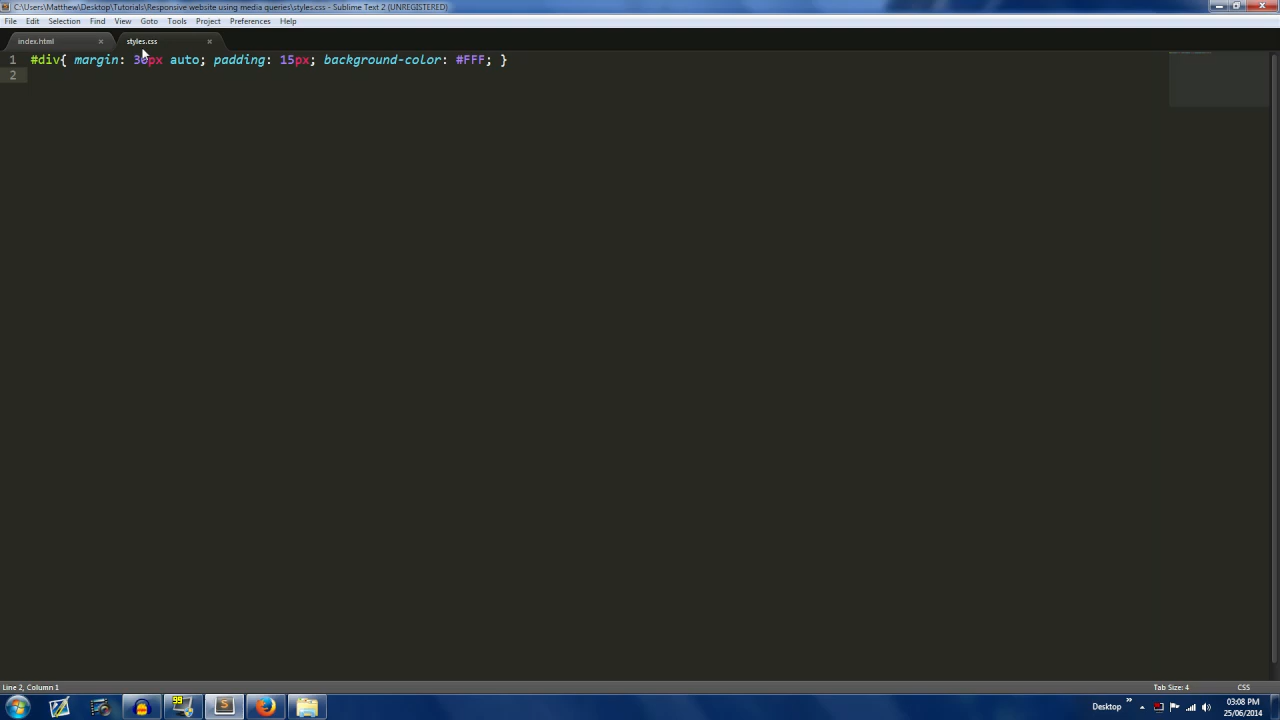 C:\Users\Matthew\Desktop\Tutorials\Responsive website using media queries\styles.css - Sublime Text 2 (UNREGISTERED)
File Edit Selection Find View Goto Tools Project Preferences Help
index.html styles.css
1 #div{ margin: 30px auto; padding: 15px; background-color: #FFF; }
2
Line 2, Column 1 Tab Size: 4 CSS
99 Desktop 03:08 PM
25/06/2014